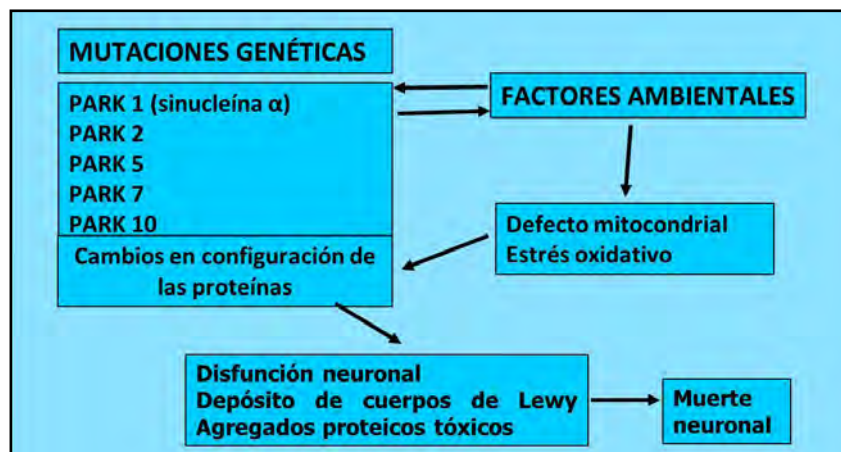 MUTACIONES GENÉTICAS
PARK 1 (sinucleína α)
PARK 2
PARK 5
PARK 7
PARK 10
Cambios en configuración de
las proteínas
FACTORES AMBIENTALES
Defecto mitocondrial
Estrés oxidativo
Disfunción neuronal
Depósito de cuerpos de Lewy
Agregados proteicos tóxicos
Muerte
neuronal